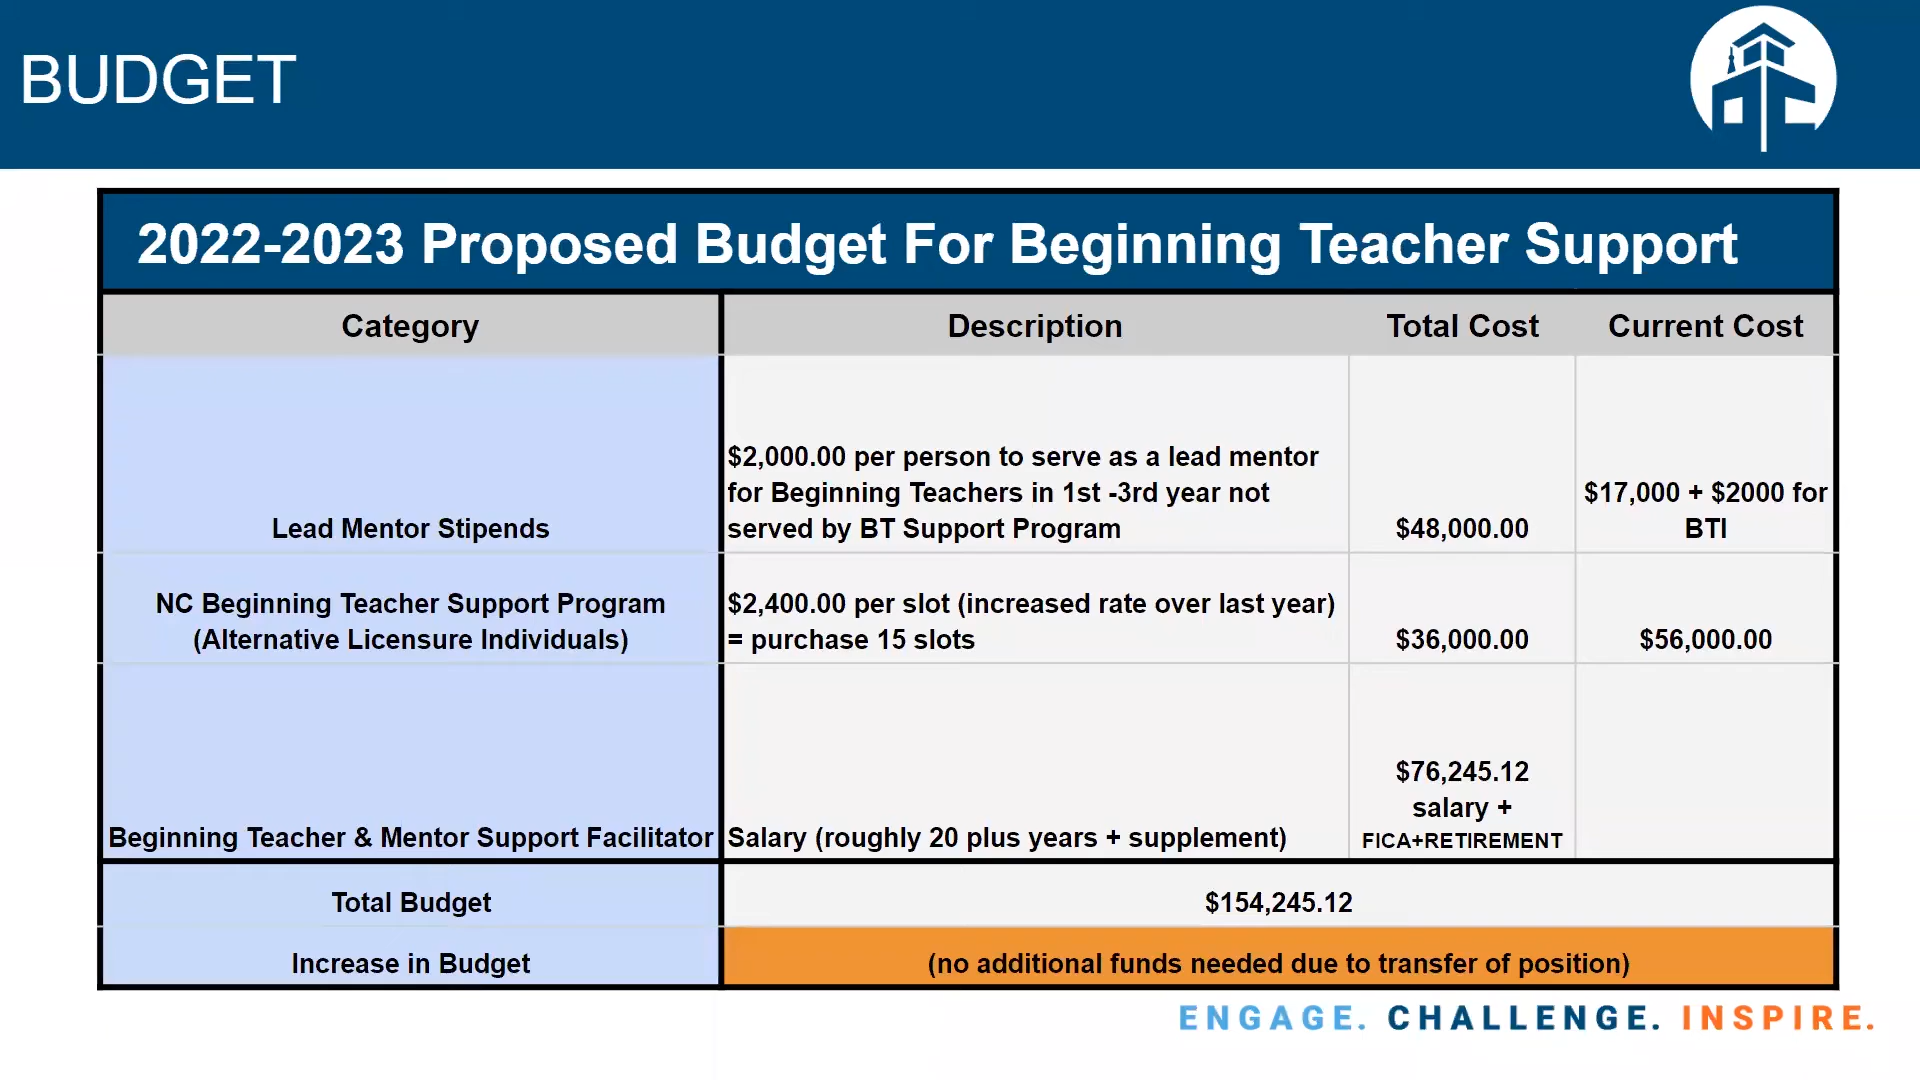 BUDGET
2022-2023 Proposed Budget For Beginning Teacher Support
Category Description Total Cost Current Cost
Lead Mentor Stipends
$2,000.00 per person to serve as a lead mentor
for Beginning Teachers in 1st -3rd year not
served by BT Support Program
$48,000.00
$17,000 + $2000 for
BTI
NC Beginning Teacher Support Program
(Alternative Licensure Individuals)
$2,400.00 per slot (increased rate over last year)
= purchase 15 slots
$36,000.00
$56,000.00
Beginning Teacher & Mentor Support Facilitator
Salary (roughly 20 plus years + supplement)
$76,245.12
salary +
FICA+RETIREMENT
Total Budget
$154,245.12
Increase in Budget
(no additional funds needed due to transfer of position)
ENGAGE. CHALLENGE. INSPIRE.